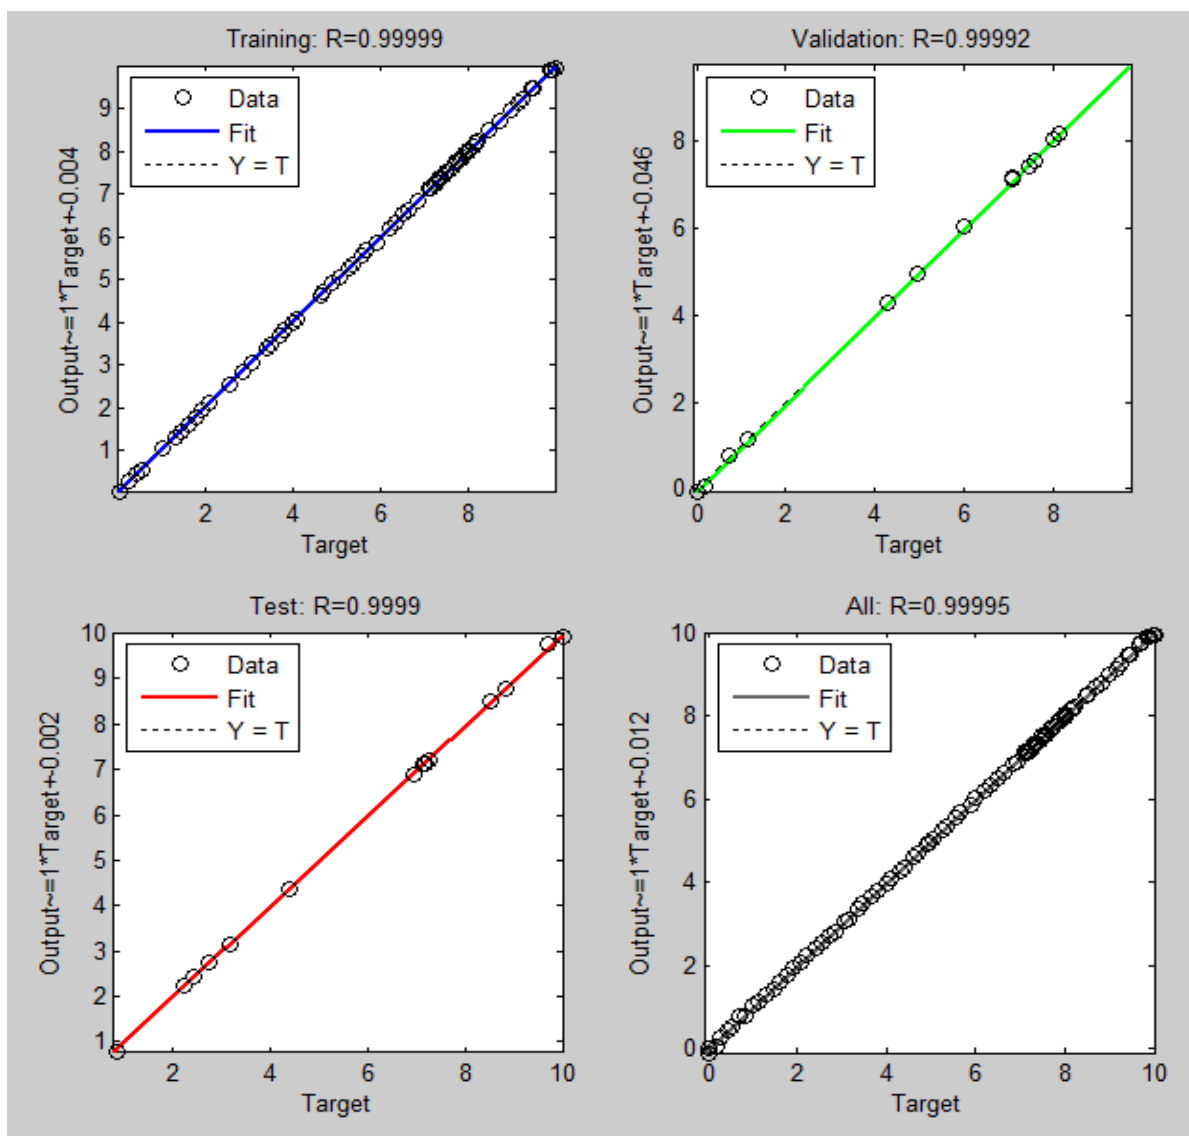 Training: R=0.99999
Output~=1*Target+-0.004
Data
Fit
Y = T
9
8
7
6
5
4
3
2
1
2 4 6 8
Target
Validation: R=0.99992
Output~=1*Target+-0.046
Data
Fit
Y = T
8
6
4
2
0
0 2 4 6 8
Target
Test: R=0.9999
Output~=1*Target+-0.002
Data
Fit
Y = T
10
9
8
7
6
5
4
3
2
1
2 4 6 8 10
Target
All: R=0.99995
Output~=1*Target+-0.012
Data
Fit
Y = T
10
8
6
4
2
0
0 2 4 6 8 10
Target